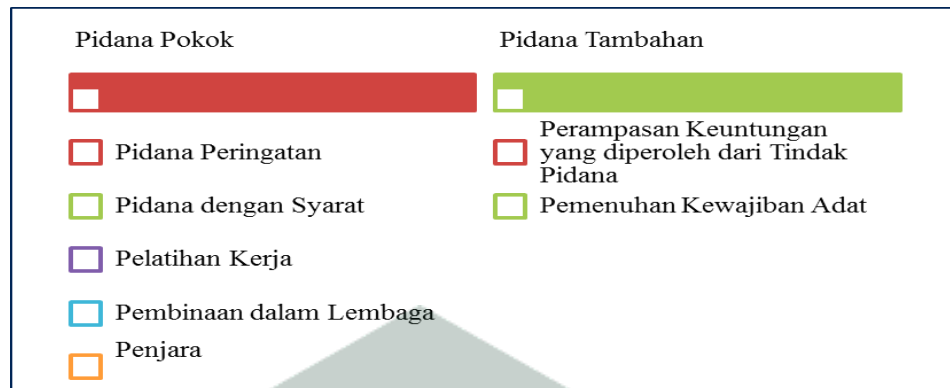 Pidana Pokok
Pidana Peringatan
Pidana dengan Syarat
Pelatihan Kerja
Pembinaan dalam Lembaga
Penjara
Pidana Tambahan
Perampasan Keuntungan
yang diperoleh dari Tindak
Pidana
Pemenuhan Kewajiban Adat